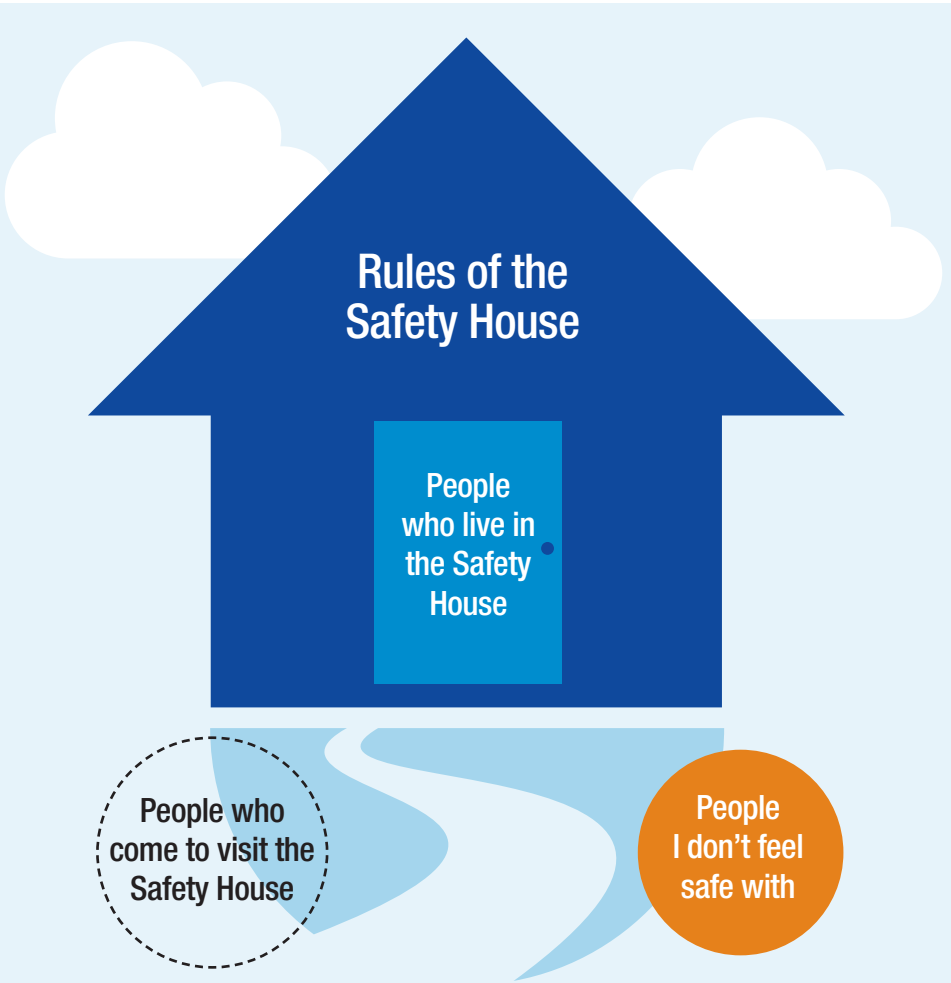 Rules of the
Safety House
People
who live in
the Safety
House
People who
come to visit the
Safety House
People
I don't feel
safe with